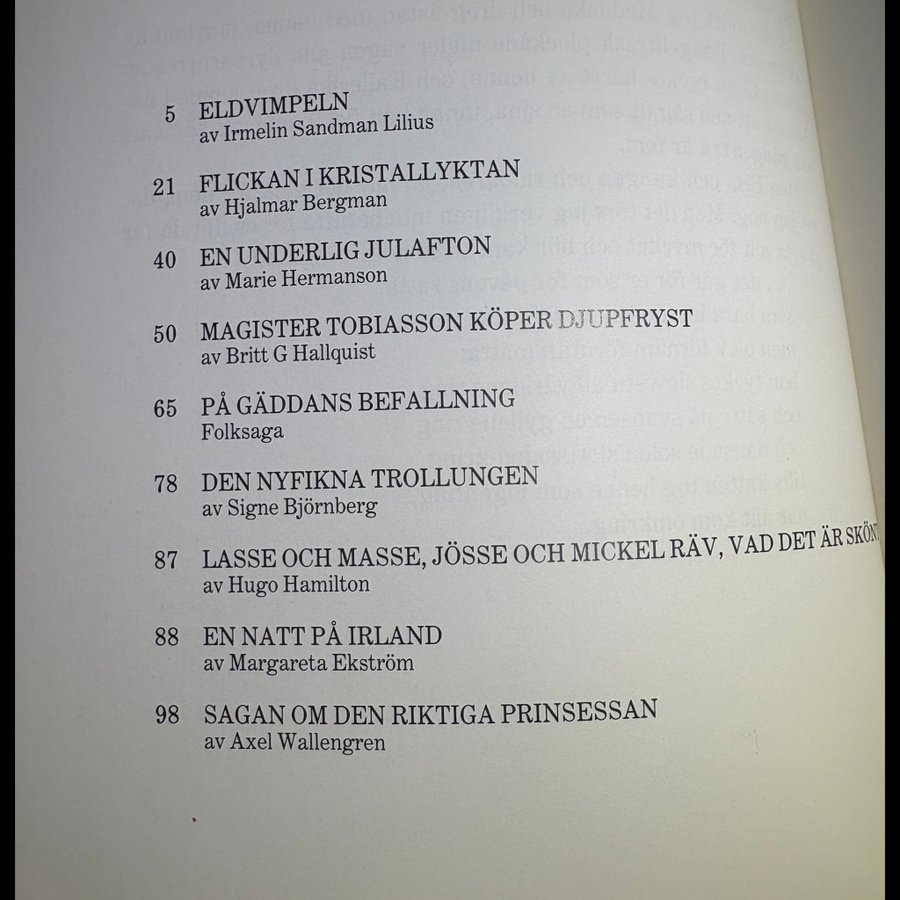 5 ELDVIMPELN
av Irmelin Sandman Lilius
21 FLICKAN I KRISTALLYKTAN
av Hjalmar Bergman
40 EN UNDERLIG JULAFTON
av Marie Hermanson
50 MAGISTER TOBIASSON KÖPER DJUPFRYST
av Britt G Hallquist
65 PÅ GÄDDANS BEFALLNING
Folksaga
78 DEN NYFIKNA TROLLUNGEN
av Signe Björnberg
87 LASSE OCH MASSE, JÖSSE OCH MICKEL RÄV, VAD DET ÄR SKÖNT
av Hugo Hamilton
88 EN NATT PÅ IRLAND
av Margareta Ekström
98 SAGAN OM DEN RIKTIGA PRINSESSAN
av Axel Wallengren